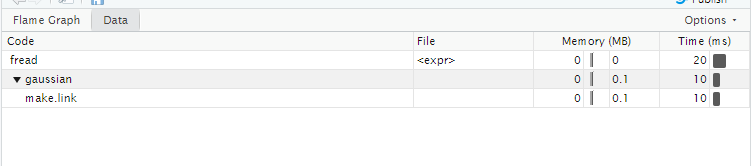 Publish
Flame Graph Data Options
Code File Memory (MB) Time (ms)
fread <expr> 0 0 20
gaussian 0 0.1 10
make.link 0 0.1 10